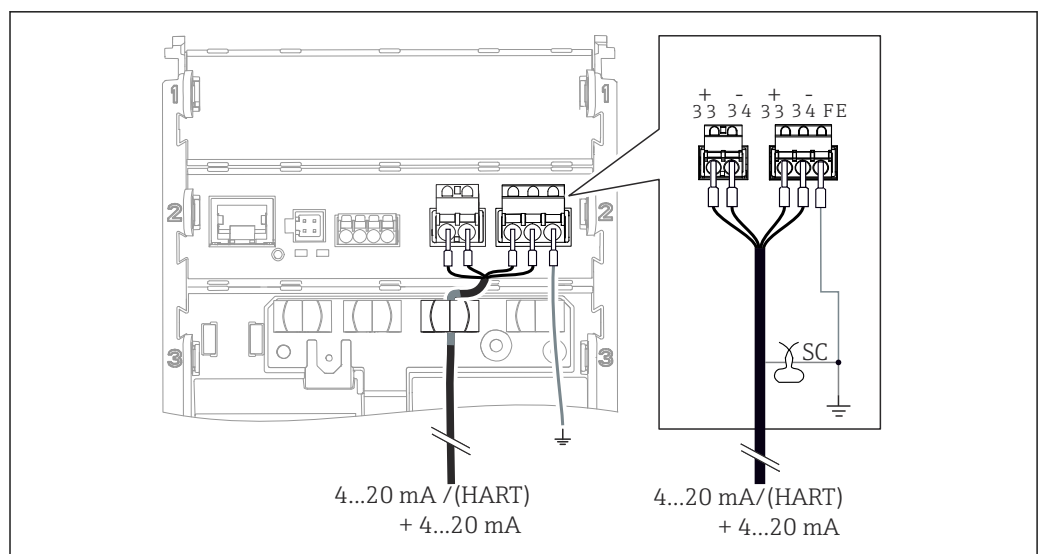 1
1
2
2
3
3
+ - + -
33 34 33 34 FE
SC
4...20 mA /(HART)
+ 4...20 mA
4...20 mA/(HART)
+ 4...20 mA